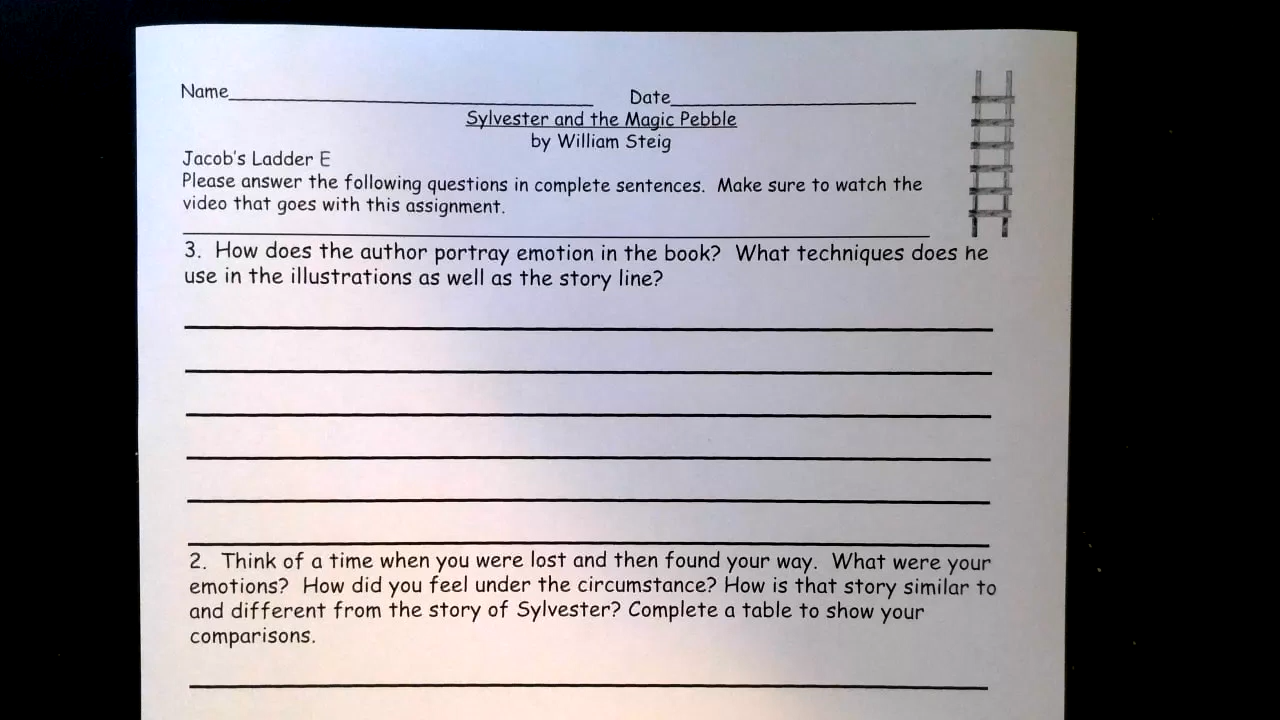 Name____________________ Date____________________
Sylvester and the Magic Pebble
by William Steig
Jacob's Ladder E
Please answer the following questions in complete sentences.  Make sure to watch the
video that goes with this assignment.
3.  How does the author portray emotion in the book?  What techniques does he
use in the illustrations as well as the story line?
2.  Think of a time when you were lost and then found your way.  What were your
emotions?  How did you feel under the circumstance? How is that story similar to
and different from the story of Sylvester? Complete a table to show your
comparisons.